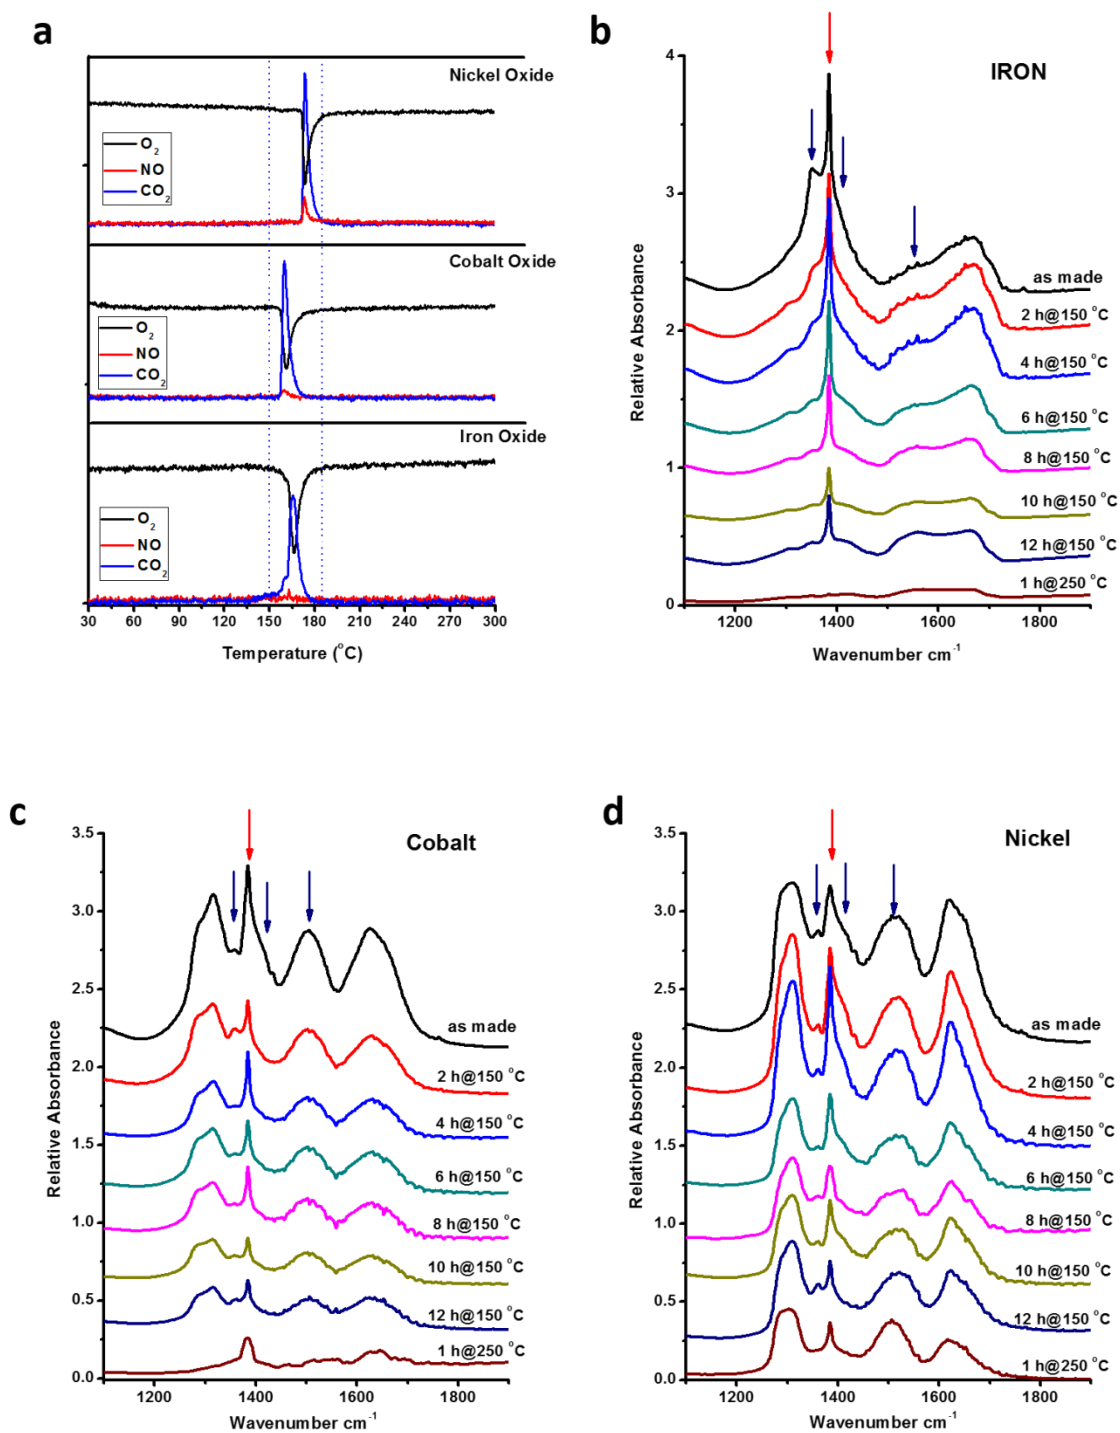 a
Nickel Oxide
O2
NO
CO2
Cobalt Oxide
O2
NO
CO2
Iron Oxide
O2
NO
CO2
30 60 90 120 150 180 210 240 270 300
Temperature (°C)
b
IRON
4
3
2
1
0
Relative Absorbance
as made
2 h@150 °C
4 h@150 °C
6 h@150 °C
8 h@150 °C
10 h@150 °C
12 h@150 °C
1 h@250 °C
1200 1400 1600 1800
Wavenumber cm-1
c
Cobalt
3.5
3.0
2.5
2.0
1.5
1.0
0.5
0.0
Relative Absorbance
as made
2 h@150 °C
4 h@150 °C
6 h@150 °C
8 h@150 °C
10 h@150 °C
12 h@150 °C
1 h@250 °C
1200 1400 1600 1800
Wavenumber cm-1
d
Nickel
3.5
3.0
2.5
2.0
1.5
1.0
0.5
0.0
Relative Absorbance
as made
2 h@150 °C
4 h@150 °C
6 h@150 °C
8 h@150 °C
10 h@150 °C
12 h@150 °C
1 h@250 °C
1200 1400 1600 1800
Wavenumber cm-1